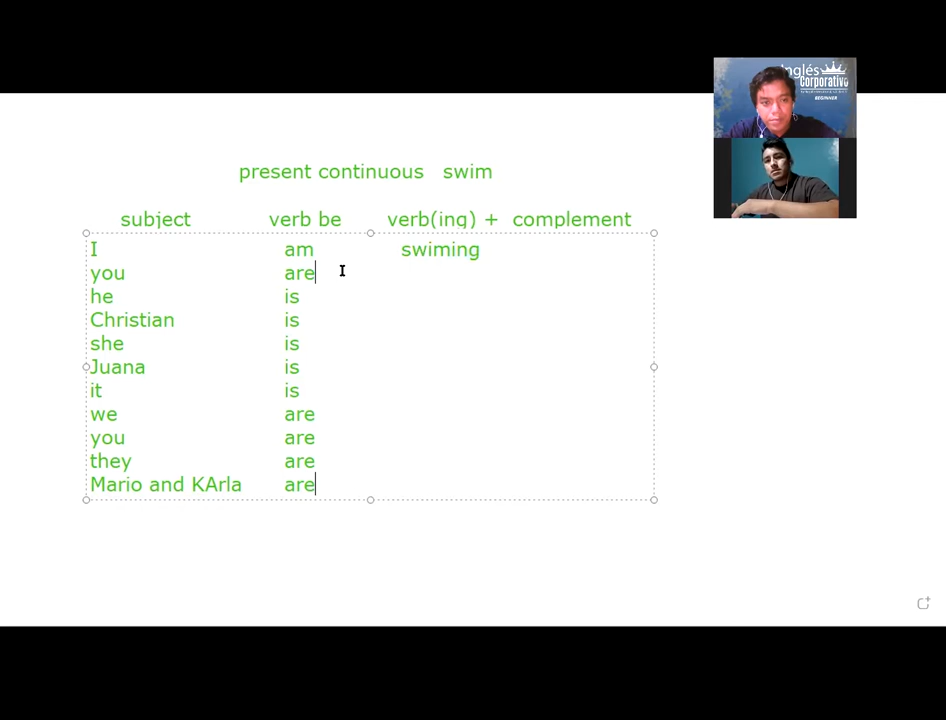 Inglés
Corporativo
BEGINNER
present continuous swim
subject verb be verb(ing) + complement
I am swiming
you are
he is
Christian is
she is
Juana is
it is
we are
you are
they are
Mario and KArla are